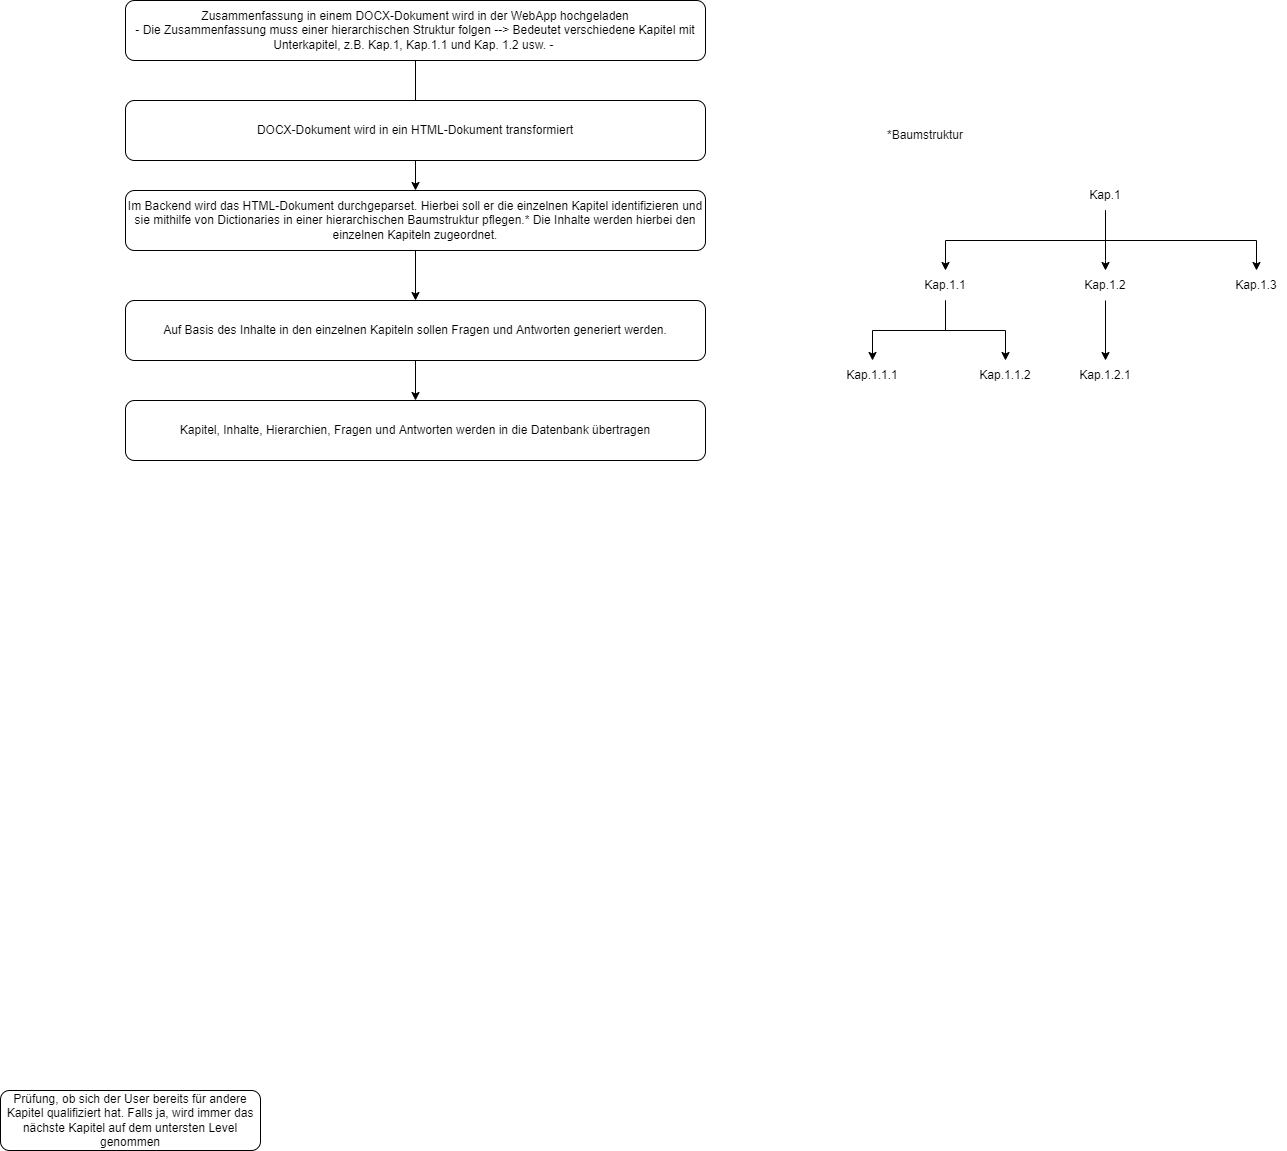 Zusammenfassung in einem DOCX-Dokument wird in der WebApp hochgeladen
- Die Zusammenfassung muss einer hierarchischen Struktur folgen --> Bedeutet verschiedene Kapitel mit
Unterkapitel, z.B. Kap.1, Kap.1.1 und Kap. 1.2 usw. -
DOCX-Dokument wird in ein HTML-Dokument transformiert
Im Backend wird das HTML-Dokument durchgeparset. Hierbei soll er die einzelnen Kapitel identifizieren und
sie mithilfe von Dictionaries in einer hierarchischen Baumstruktur pflegen.* Die Inhalte werden hierbei den
einzelnen Kapiteln zugeordnet.
Auf Basis des Inhalte in den einzelnen Kapiteln sollen Fragen und Antworten generiert werden.
Kapitel, Inhalte, Hierarchien, Fragen und Antworten werden in die Datenbank übertragen
*Baumstruktur
Kap.1
Kap.1.1
Kap.1.2
Kap.1.3
Kap.1.1.1
Kap.1.1.2
Kap.1.2.1
Prüfung, ob sich der User bereits für andere
Kapitel qualifiziert hat. Falls ja, wird immer das
nächste Kapitel auf dem untersten Level
genommen